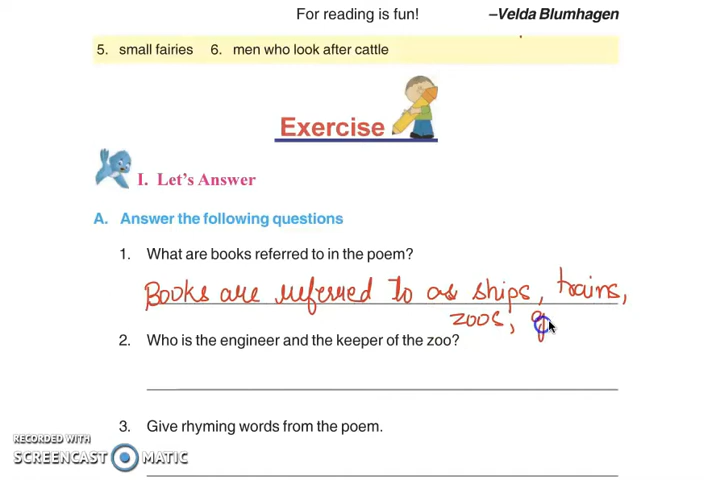 For reading is fun! –Velda Blumhagen
5. small fairies 6. men who look after cattle
Exercise
I. Let's Answer
A. Answer the following questions
1. What are books referred to in the poem?
Books are referred to as ships, trains,
zoos, g
2. Who is the engineer and the keeper of the zoo?
3. Give rhyming words from the poem.
RECORDED WITH
SCREENCAST MATIC